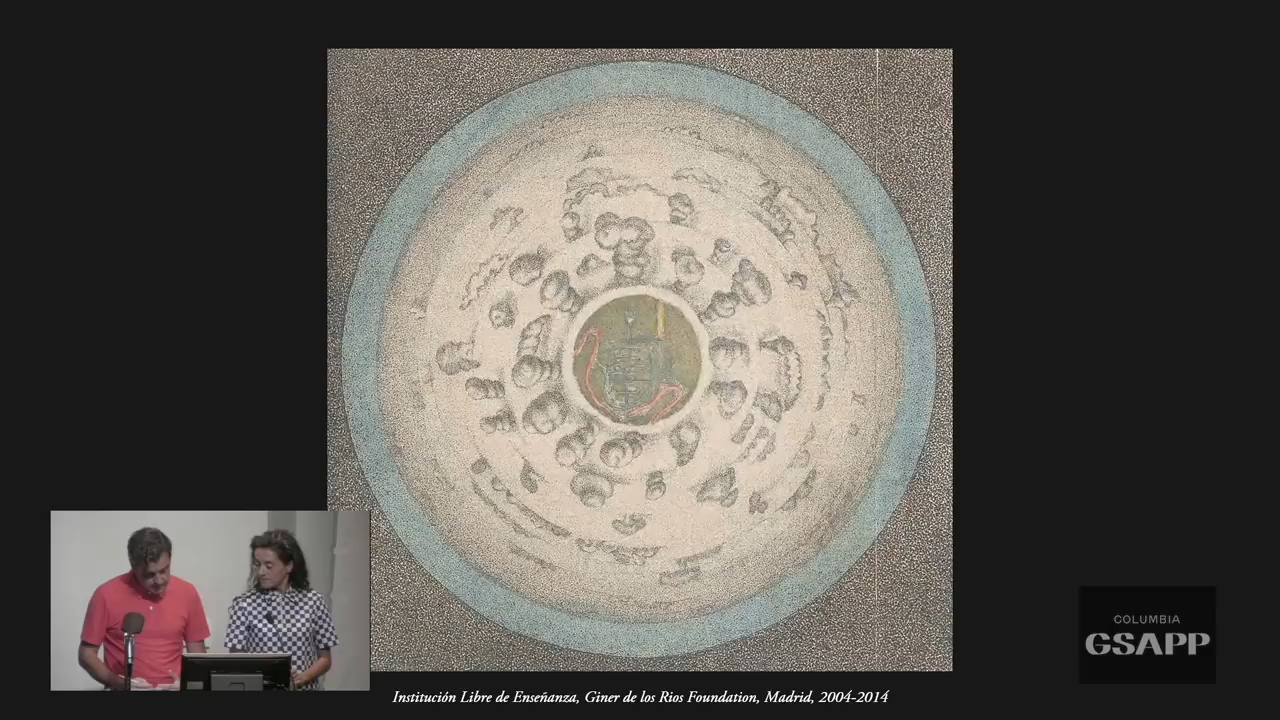 COLUMBIA
GSAPP
Institución Libre de Enseñanza, Giner de los Rios Foundation, Madrid, 2004-2014